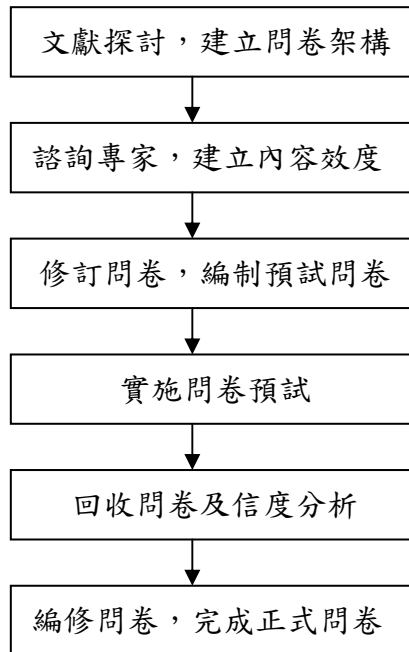 文獻探討，建立問卷架構
諮詢專家，建立內容效度
修訂問卷，編制預試問卷
實施問卷預試
回收問卷及信度分析
編修問卷，完成正式問卷